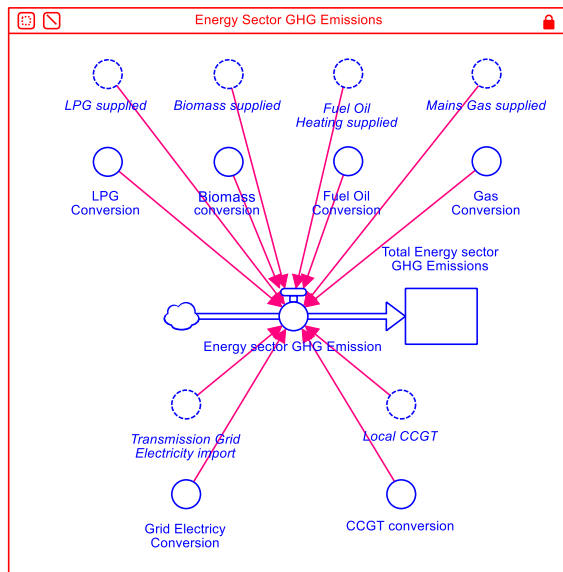 Energy Sector GHG Emissions
LPG supplied
Biomass supplied
Fuel Oil
Heating supplied
Mains Gas supplied
LPG
Conversion
Biomass
conversion
Fuel Oil
Conversion
Gas
Conversion
Total Energy sector
GHG Emissions
Energy sector GHG Emission
Transmission Grid
Electricity import
Local CCGT
Grid Electricy
Conversion
CCGT conversion